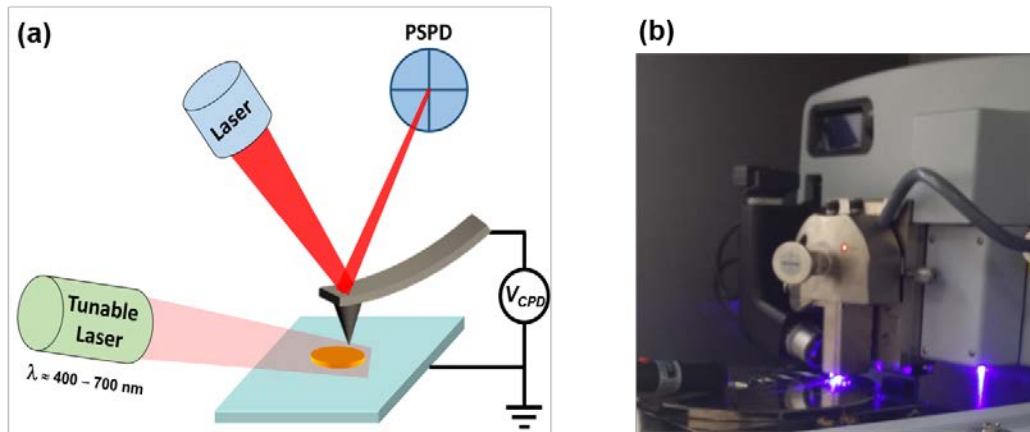 (a)
PSPD
Laser
Tunable
Laser
λ ≈ 400 – 700 nm
VCPD
(b)